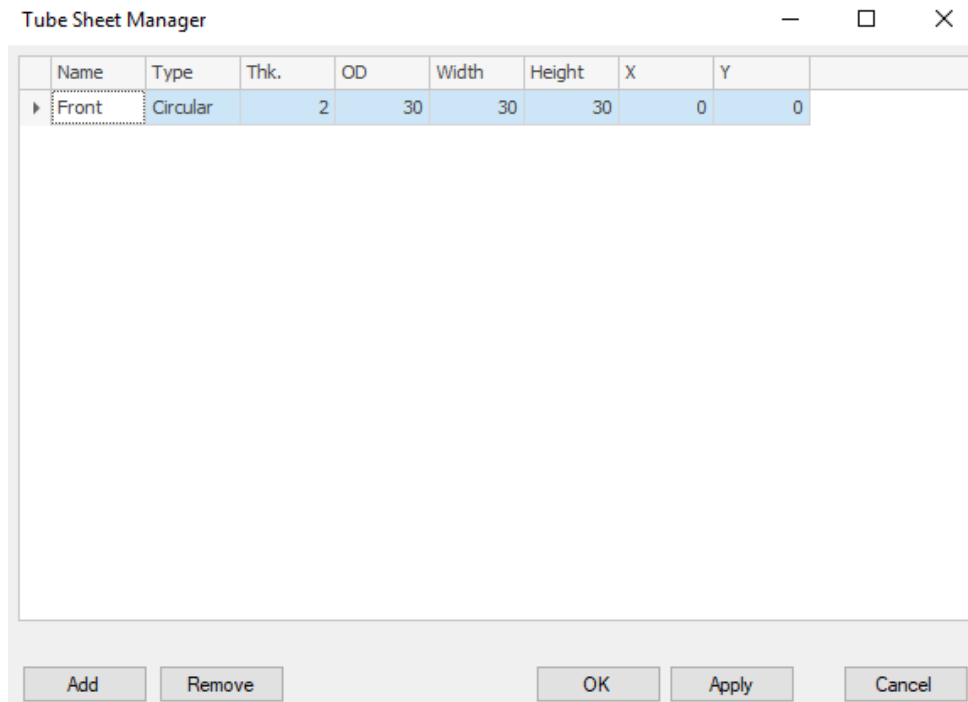 Tube Sheet Manager
Name Type Thk. OD Width Height X Y
Front Circular 2 30 30 30 0 0
Add Remove OK Apply Cancel